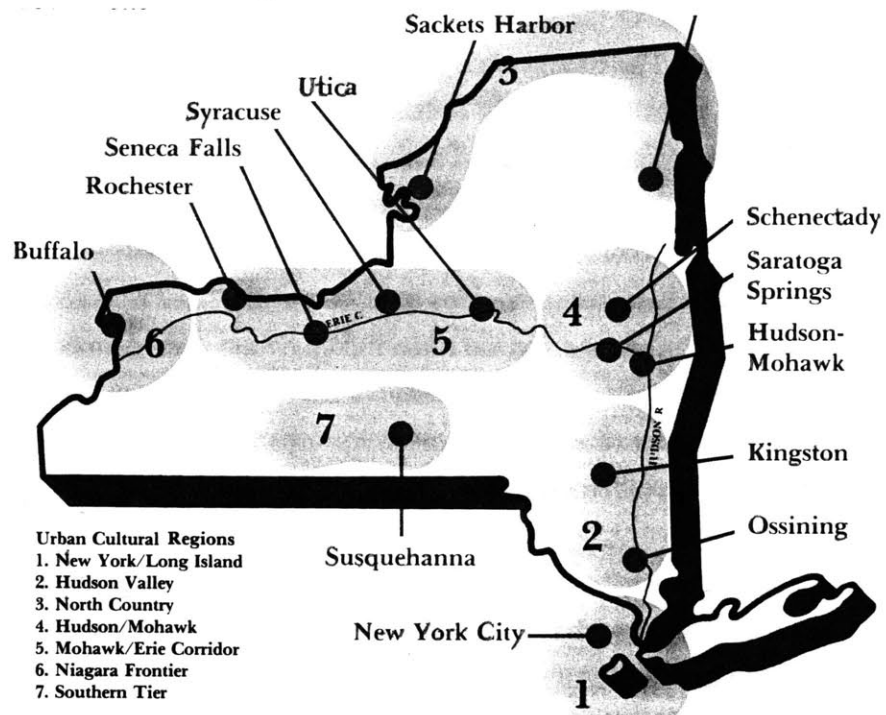 Sackets Harbor
3
Utica
Syracuse
Seneca Falls
Rochester
Buffalo
Schenectady
Saratoga
Springs
Hudson-
Mohawk
4
ERIE C.
5
6
7
HUDSON R
Kingston
2
Ossining
Susquehanna
New York City
1
Urban Cultural Regions
1. New York/Long Island
2. Hudson Valley
3. North Country
4. Hudson/Mohawk
5. Mohawk/Erie Corridor
6. Niagara Frontier
7. Southern Tier